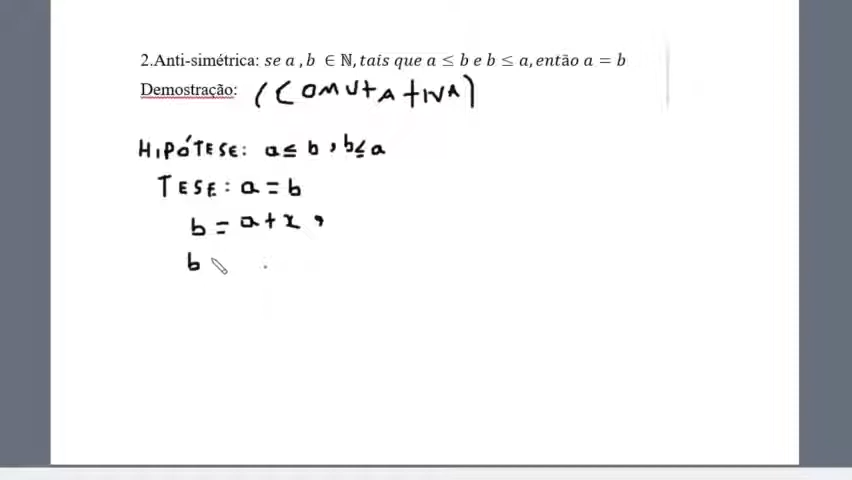 2.Anti-simétrica: se a , b ∈ ℕ, tais que a ≤ b e b ≤ a, então a = b
Demostração: (COMUTATIVA)
HIPÓTESE: a ≤ b , b ≤ a
TESE: a = b
b = a + x ,
b